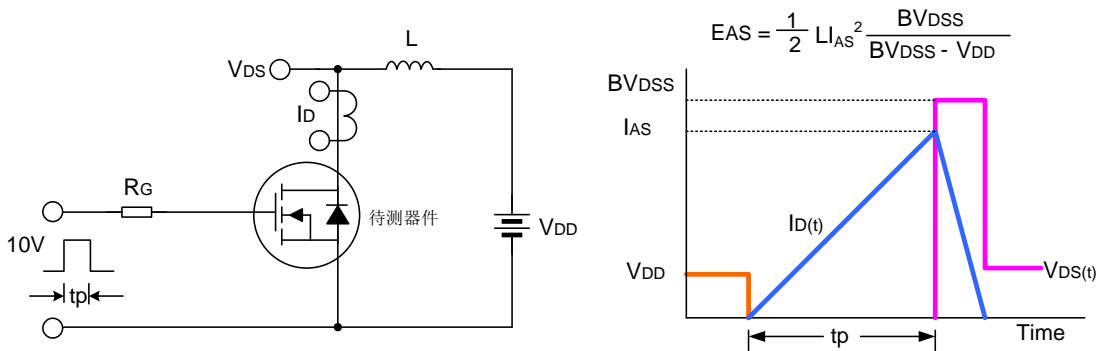 L
VDS
ID
RG
10V
tp
待测器件
VDD
EAS = 1/2 LIAS² BVDSS / BVDSS - VDD
BVDSS
IAS
ID(t)
VDD
VDS(t)
tp
Time